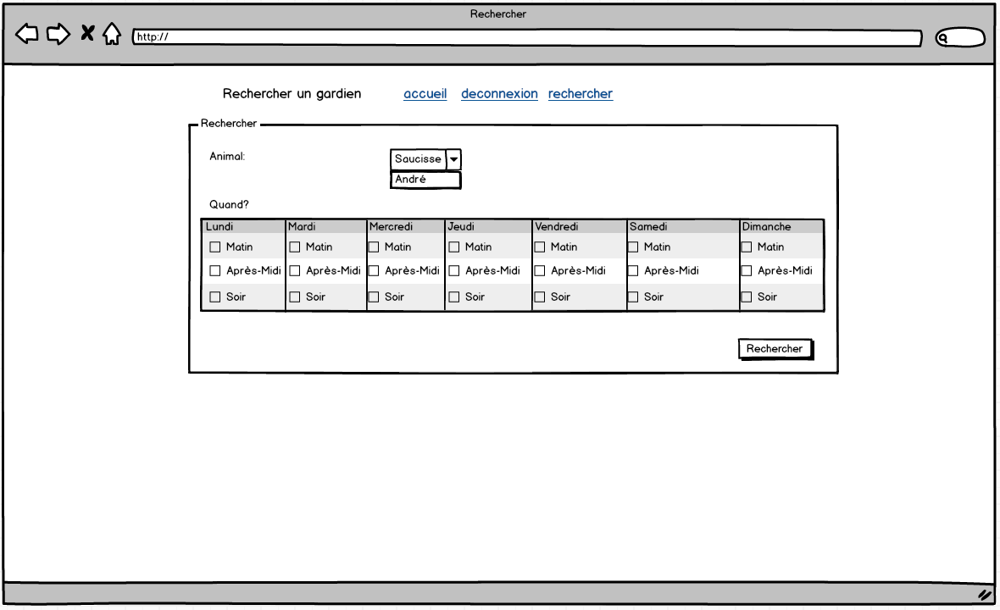 Rechercher
http://
Rechercher un gardien accueil deconnexion rechercher
Rechercher
Animal: Saucisse
André
Quand?
Lundi Mardi Mercredi Jeudi Vendredi Samedi Dimanche
Matin Matin Matin Matin Matin Matin Matin
Après-Midi Après-Midi Après-Midi Après-Midi Après-Midi Après-Midi Après-Midi
Soir Soir Soir Soir Soir Soir Soir
Rechercher